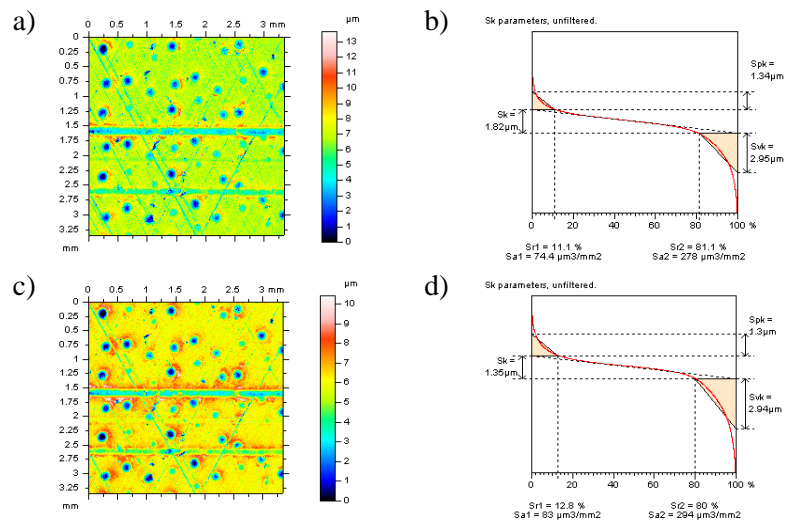 a)
0 0.5 1 1.5 2 2.5 3 mm
0
0.25
0.5
0.75
1
1.25
1.5
1.75
2
2.25
2.5
2.75
3
3.25
mm
µm
13
12
11
10
9
8
7
6
5
4
3
2
1
0
b)
Sk parameters, unfiltered.
Spk =
1.34µm
Sk=
1.82µm
Svk =
2.95µm
0 20 40 60 80 100 %
Sr1 = 11.1 % Sr2 = 81.1 %
Sa1 = 74.4 µm3/mm2 Sa2 = 278 µm3/mm2
c)
0 0.5 1 1.5 2 2.5 3 mm
0
0.25
0.5
0.75
1
1.25
1.5
1.75
2
2.25
2.5
2.75
3
3.25
mm
µm
10
9
8
7
6
5
4
3
2
1
0
d)
Sk parameters, unfiltered.
Spk =
1.3µm
Sk =
1.35µm
Svk =
2.94µm
0 20 40 60 80 100 %
Sr1 = 12.8 % Sr2 = 80 %
Sa1 = 83 µm3/mm2 Sa2 = 294 µm3/mm2